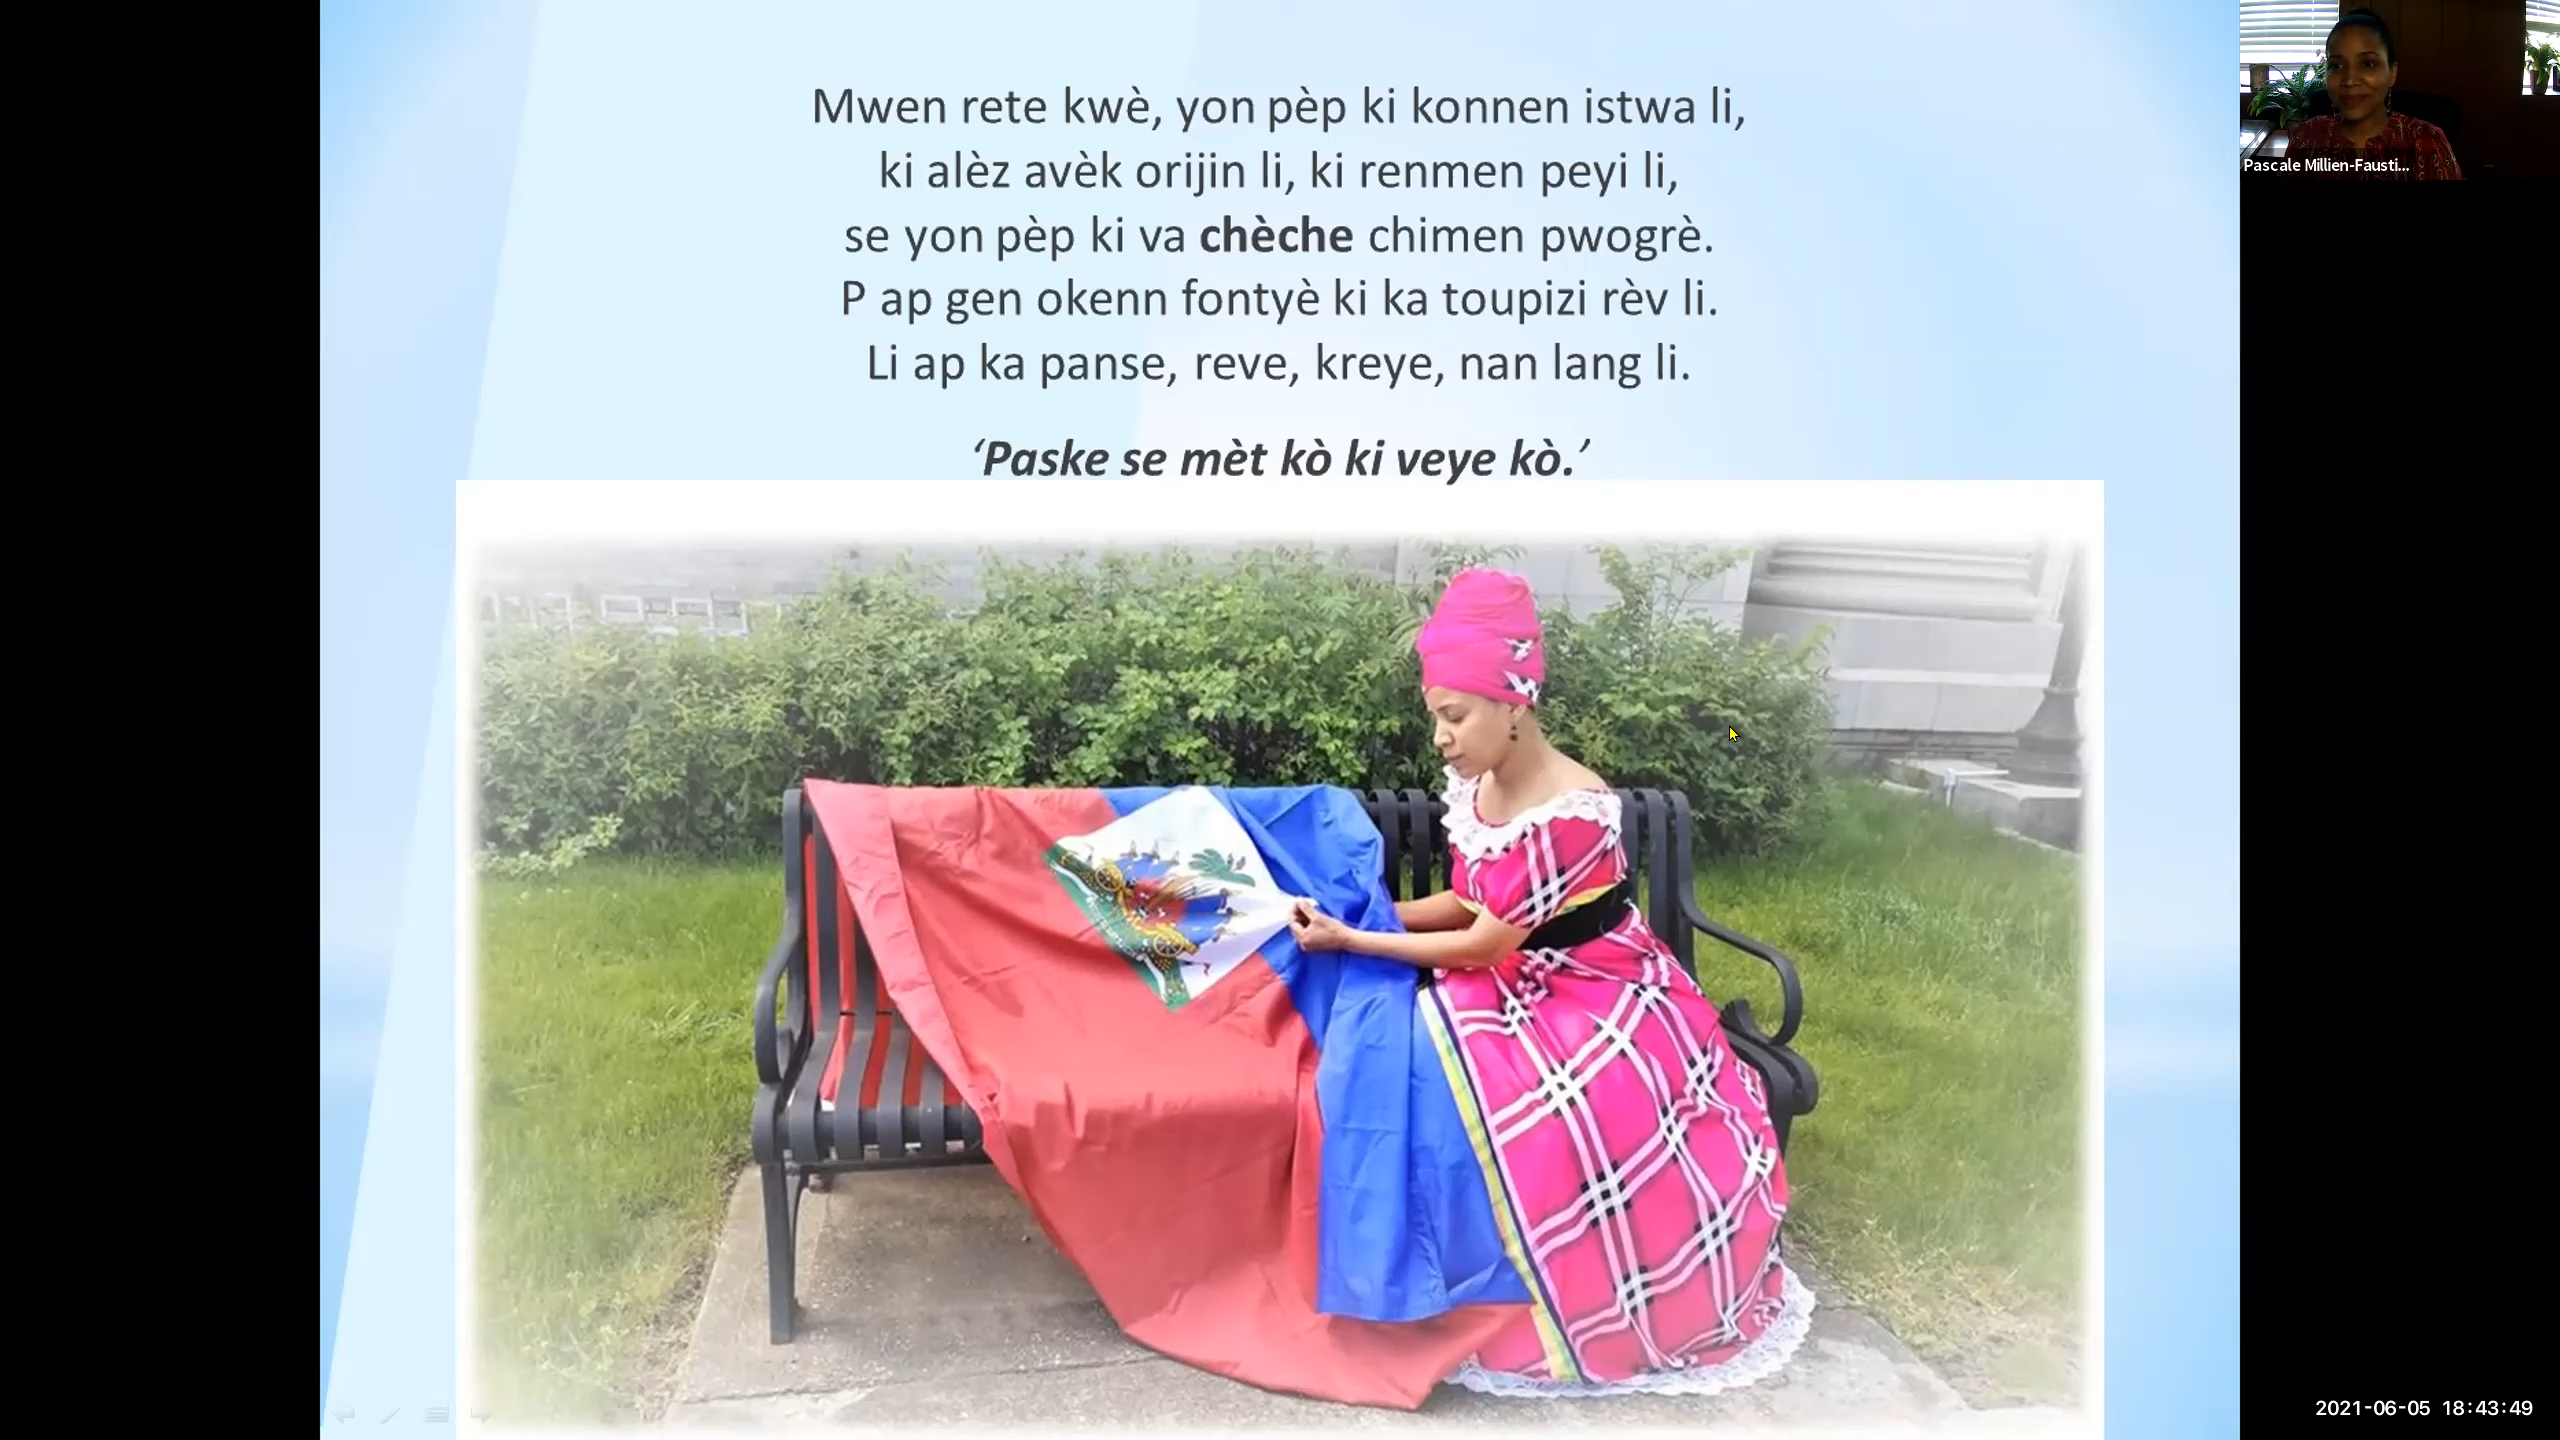 Mwen rete kwè, yon pèp ki konnen istwa li,
ki alèz avèk orijin li, ki renmen peyi li,
se yon pèp ki va chèche chimen pwogrè.
P ap gen okenn fontyè ki ka toupizi rèv li.
Li ap ka panse, reve, kreye, nan lang li.
‘Paske se mèt kò ki veye kò.’
Pascale Millien-Fausti...
2021-06-05 18:43:49